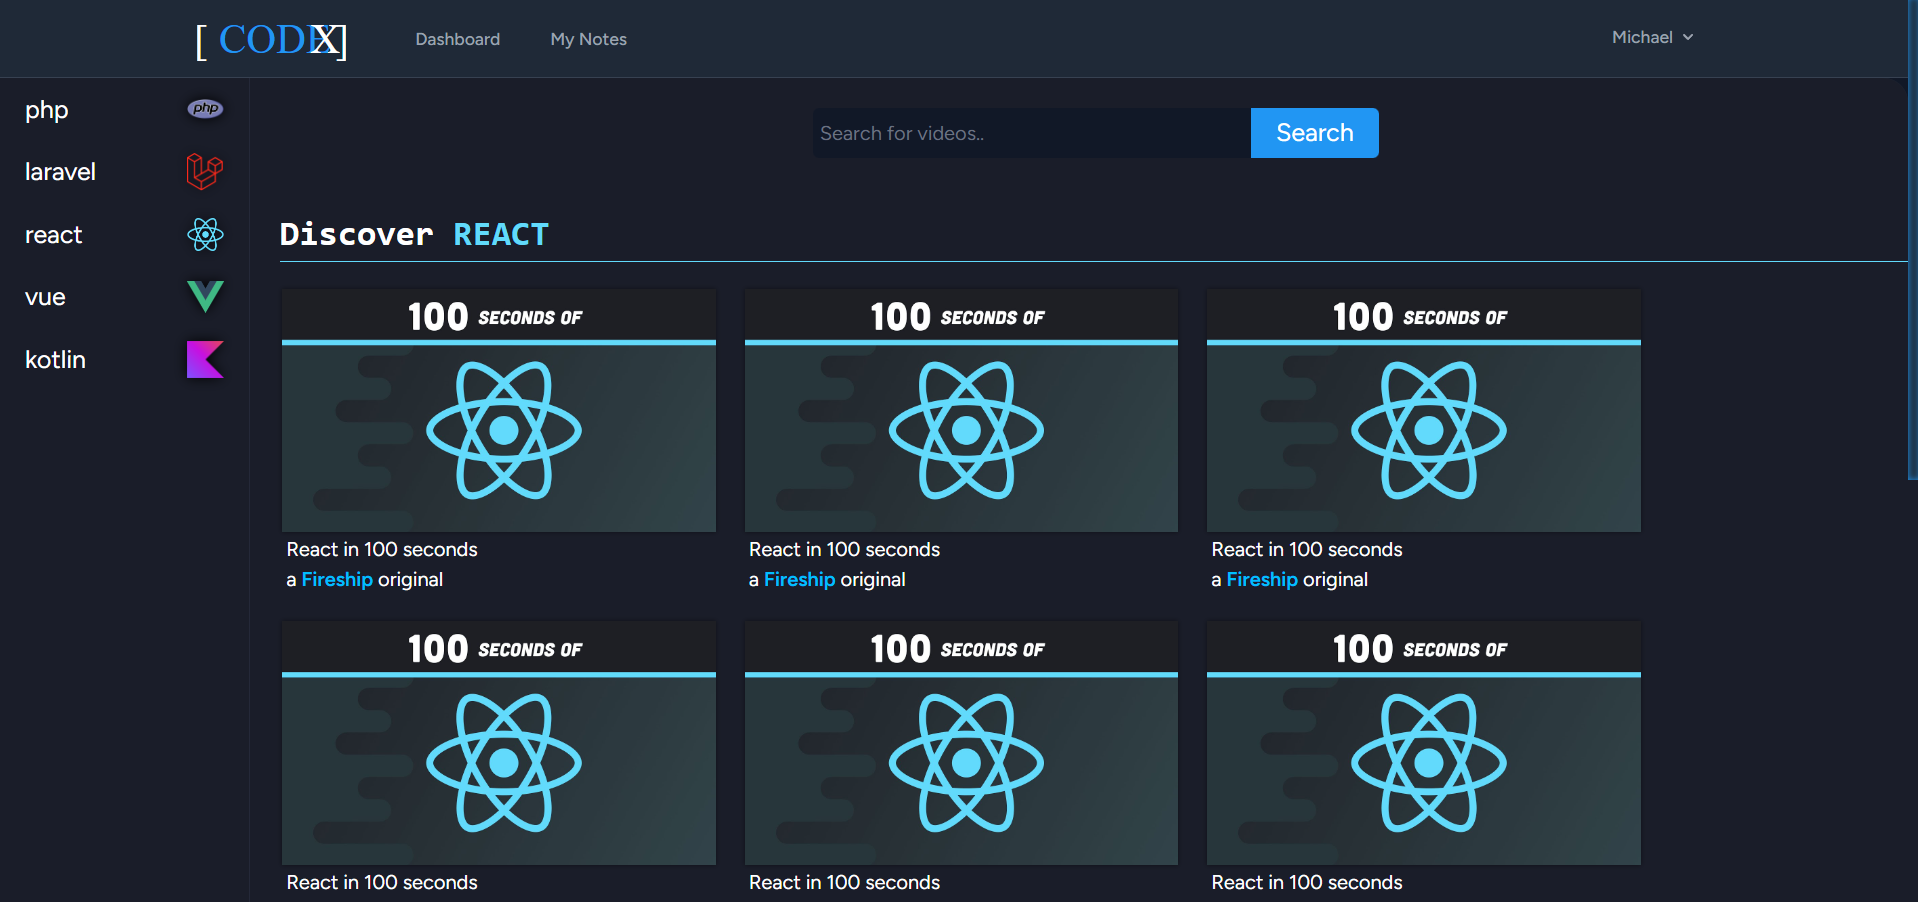 [ CODEX]
Dashboard
My Notes
Michael
php
php
laravel
react
vue
kotlin
Search for videos..
Search
Discover REACT
100 SECONDS OF
100 SECONDS OF
100 SECONDS OF
React in 100 seconds
a Fireship original
React in 100 seconds
a Fireship original
React in 100 seconds
a Fireship original
100 SECONDS OF
100 SECONDS OF
100 SECONDS OF
React in 100 seconds
React in 100 seconds
React in 100 seconds